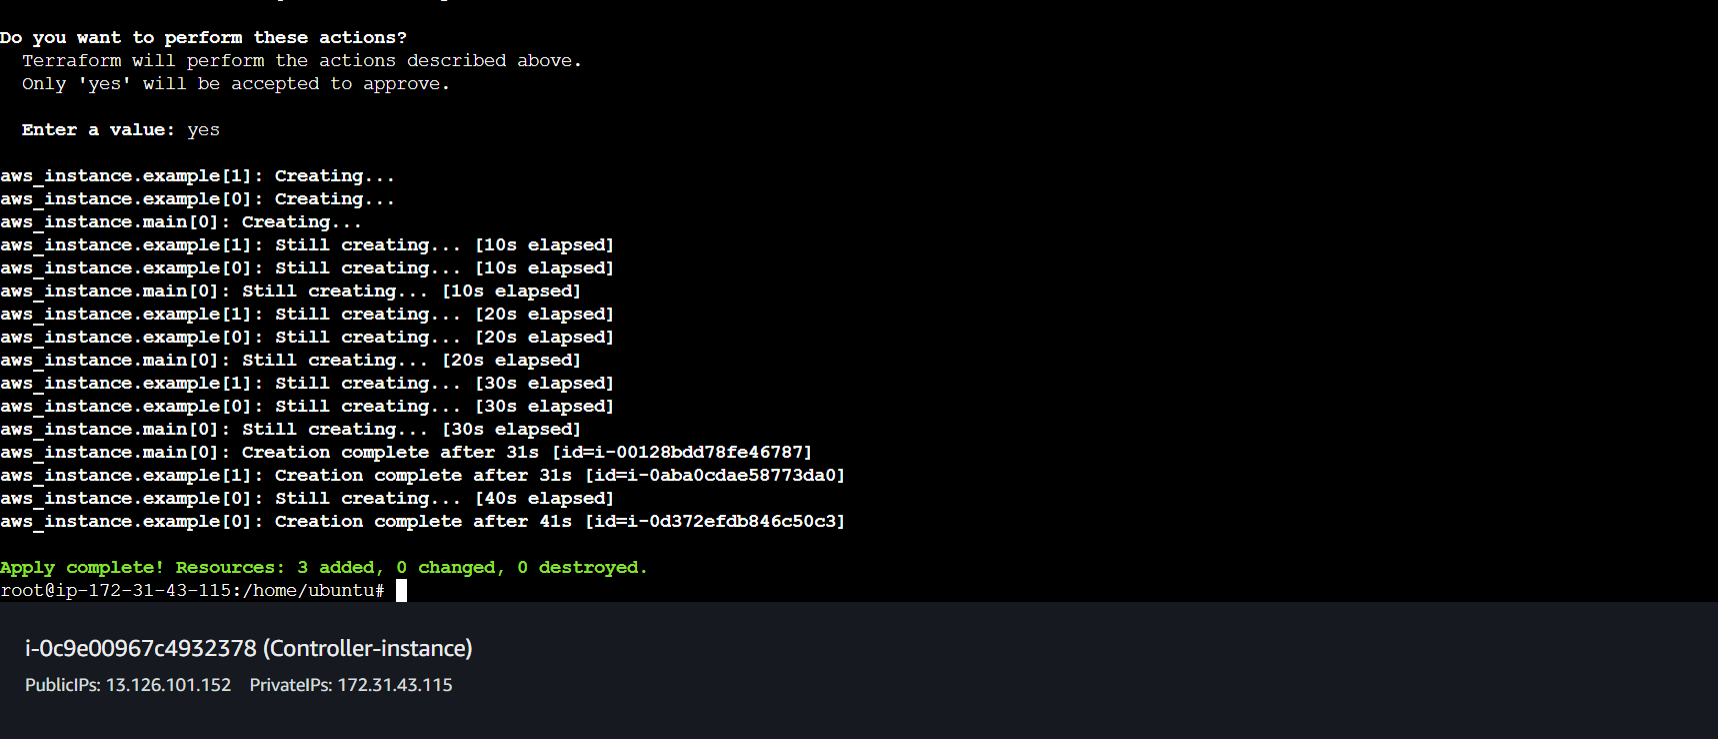 Do you want to perform these actions?
Terraform will perform the actions described above.
Only 'yes' will be accepted to approve.
Enter a value: yes
aws_instance.example[1]: Creating...
aws_instance.example[0]: Creating...
aws_instance.main[0]: Creating...
aws_instance.example[1]: Still creating... [10s elapsed]
aws_instance.example[0]: Still creating... [10s elapsed]
aws_instance.main[0]: Still creating... [10s elapsed]
aws_instance.example[1]: Still creating... [20s elapsed]
aws_instance.example[0]: Still creating... [20s elapsed]
aws_instance.main[0]: Still creating... [20s elapsed]
aws_instance.example[1]: Still creating... [30s elapsed]
aws_instance.example[0]: Still creating... [30s elapsed]
aws_instance.main[0]: Still creating... [30s elapsed]
aws_instance.main[0]: Creation complete after 31s [id=i-00128bdd78fe46787]
aws_instance.example[1]: Creation complete after 31s [id=i-0aba0cdae58773da0]
aws_instance.example[0]: Still creating... [40s elapsed]
aws_instance.example[0]: Creation complete after 41s [id=i-0d372efdb846c50c3]
Apply complete! Resources: 3 added, 0 changed, 0 destroyed.
root@ip-172-31-43-115:/home/ubuntu#
i-0c9e00967c4932378 (Controller-instance)
PublicIPs: 13.126.101.152 PrivateIPs: 172.31.43.115